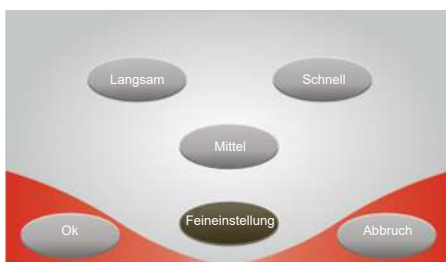 Langsam
Schnell
Mittel
Feineinstellung
Ok
Abbruch